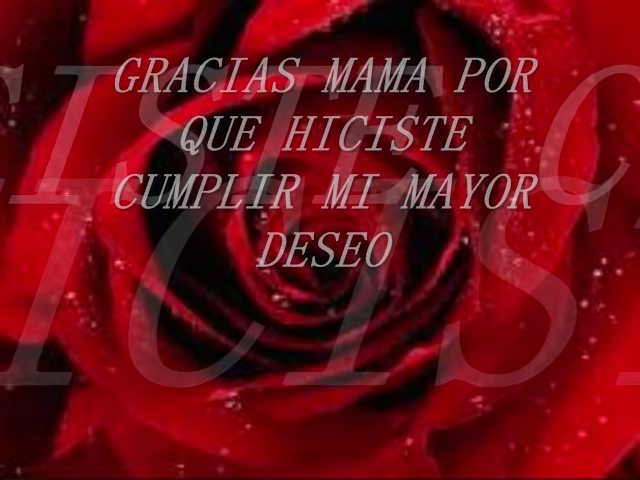 GRACIAS MAMA POR
QUE HICISTE
CUMPLIR MI MAYOR
DESEO